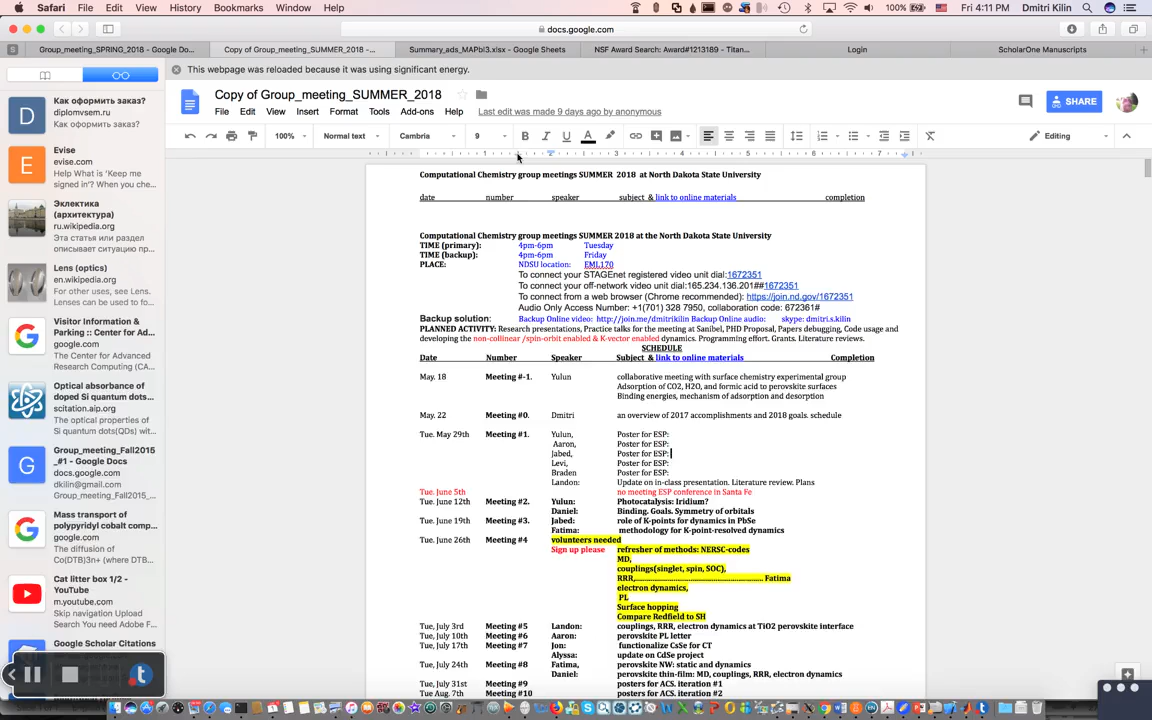 Safari File Edit View History Bookmarks Window Help 100% Fri 4:11 PM Dmitri Kilin
docs.google.com
Group_meeting_SPRING_2018 - Google Do... Copy of Group_meeting_SUMMER_2018 -... Summary_ads_MAPbI3.xlsx - Google Sheets NSF Award Search: Award#1213189 - Titan... Login ScholarOne Manuscripts
This webpage was reloaded because it was using significant energy.
Copy of Group_meeting_SUMMER_2018
File Edit View Insert Format Tools Add-ons Help Last edit was made 9 days ago by anonymous
SHARE
100% Normal text Cambria 9 B I U A Editing
1 2 3 4 5 6 7
Как оформить заказ?
diplomvsem.ru
Как оформить заказ?
Evise
evise.com
Help What is 'Keep me signed in'? When you che...
Эклектика (архитектура)
ru.wikipedia.org
Эта статья или раздел описывает ситуацию пр...
Lens (optics)
en.wikipedia.org
For other uses, see Lens. Lenses can be used to fo...
Visitor Information & Parking :: Center for Ad...
google.com
The Center for Advanced Research Computing (CA...
Optical absorbance of doped Si quantum dots...
scitation.aip.org
The optical properties of Si quantum dots(QDs) wit...
Group_meeting_Fall2015_#1 - Google Docs
docs.google.com
dkilin@gmail.com
Group_meeting_Fall2015_...
Mass transport of polypyridyl cobalt comp...
google.com
The diffusion of Co(DTB)3n+ (where DTB...
Cat litter box 1/2 - YouTube
m.youtube.com
Skip navigation Upload Search You need Adobe F...
Google Scholar Citations
Computational Chemistry group meetings SUMMER 2018 at North Dakota State University
date number speaker subject & link to online materials completion
Computational Chemistry group meetings SUMMER 2018 at the North Dakota State University
TIME (primary): 4pm-6pm Tuesday
TIME (backup): 4pm-6pm Friday
PLACE: NDSU location: EML170
To connect your STAGEnet registered video unit dial:1672351
To connect your off-network video unit dial:165.234.136.201##1672351
To connect from a web browser (Chrome recommended): https://join.nd.gov/1672351
Audio Only Access Number: +1(701) 328 7950, collaboration code: 672361#
Backup solution: Backup Online video: http://join.me/dmitrikilin Backup Online audio: skype: dmitri.s.kilin
PLANNED ACTIVITY: Research presentations, Practice talks for the meeting at Sanibel, PHD Proposal, Papers debugging, Code usage and
developing the non-collinear /spin-orbit enabled & K-vector enabled dynamics. Programming effort. Grants. Literature reviews.
SCHEDULE
Date Number Speaker Subject & link to online materials Completion
May. 18 Meeting #-1. Yulun collaborative meeting with surface chemistry experimental group
Adsorption of CO2, H2O, and formic acid to perovskite surfaces
Binding energies, mechanism of adsorption and desorption
May. 22 Meeting #0. Dmitri an overview of 2017 accomplishments and 2018 goals. schedule
Tue. May 29th Meeting #1. Yulun, Poster for ESP:
Aaron, Poster for ESP:
Jabed, Poster for ESP:
Levi, Poster for ESP:
Braden Poster for ESP:
Landon: Update on in-class presentation. Literature review. Plans
Tue. June 5th no meeting ESP conference in Santa Fe
Tue. June 12th Meeting #2. Yulun: Photocatalysis: Iridium?
Daniel: Binding. Goals. Symmetry of orbitals
Tue. June 19th Meeting #3. Jabed: role of K-points for dynamics in PbSe
Fatima: methodology for K-point-resolved dynamics
Tue. June 26th Meeting #4 volunteers needed
Sign up please refresher of methods: NERSC-codes
MD,
couplings(singlet, spin, SOC),
RRR,........................................................ Fatima
electron dynamics,
PL
Surface hopping
Compare Redfield to SH
Tue, July 3rd Meeting #5 Landon: couplings, RRR, electron dynamics at TiO2 perovskite interface
Tue, July 10th Meeting #6 Aaron: perovskite PL letter
Tue, July 17th Meeting #7 Jon: functionalize CsSe for CT
Alyssa: update on CdSe project
Tue, July 24th Meeting #8 Fatima, perovskite NW: static and dynamics
Daniel: perovskite thin-film: MD, couplings, RRR, electron dynamics
Tue, July 31st Meeting #9 posters for ACS. iteration #1
Tue Aug. 7th Meeting #10 posters for ACS. iteration #2